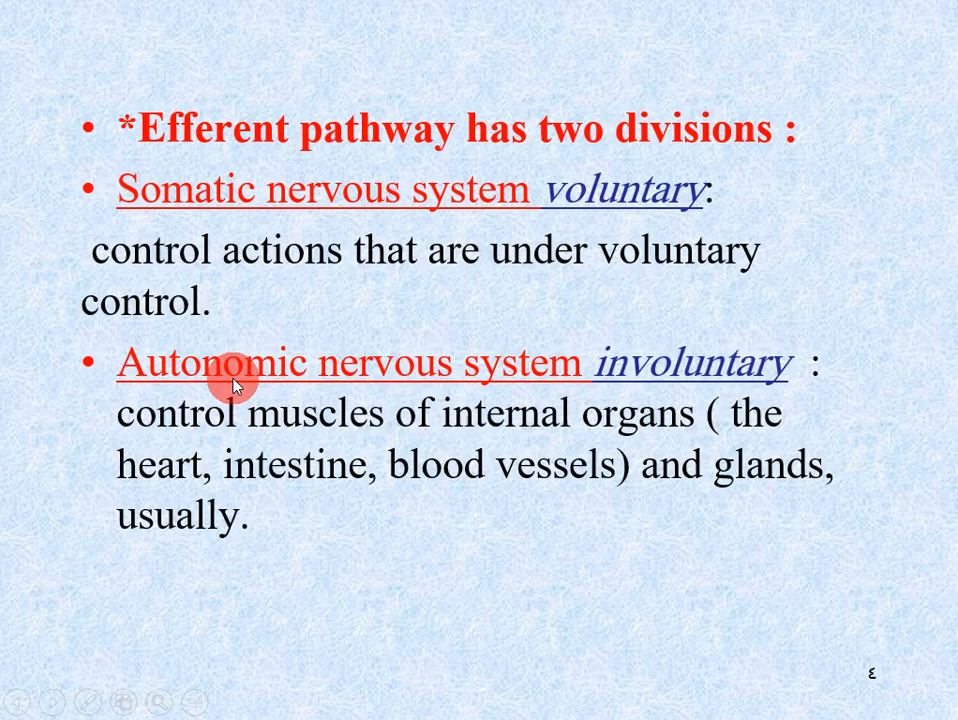 • *Efferent pathway has two divisions :
• Somatic nervous system voluntary:
control actions that are under voluntary
control.
• Autonomic nervous system involuntary :
control muscles of internal organs ( the
heart, intestine, blood vessels) and glands,
usually.
٤